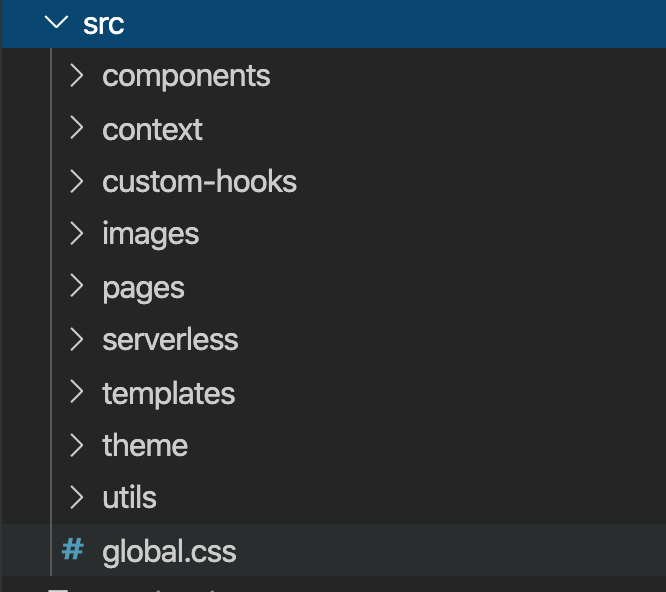 src
components
context
custom-hooks
images
pages
serverless
templates
theme
utils
# global.css